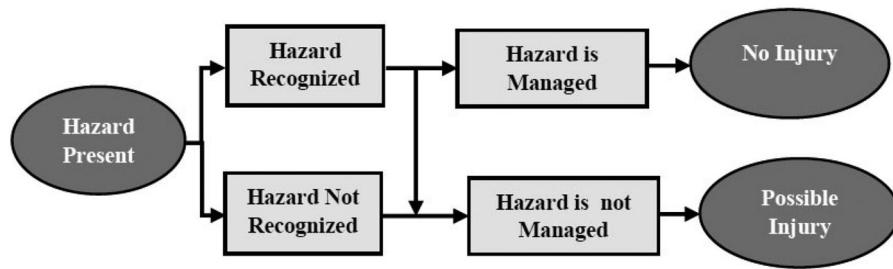 Hazard
Present
Hazard
Recognized
Hazard is
Managed
No Injury
Hazard Not
Recognized
Hazard is not
Managed
Possible
Injury